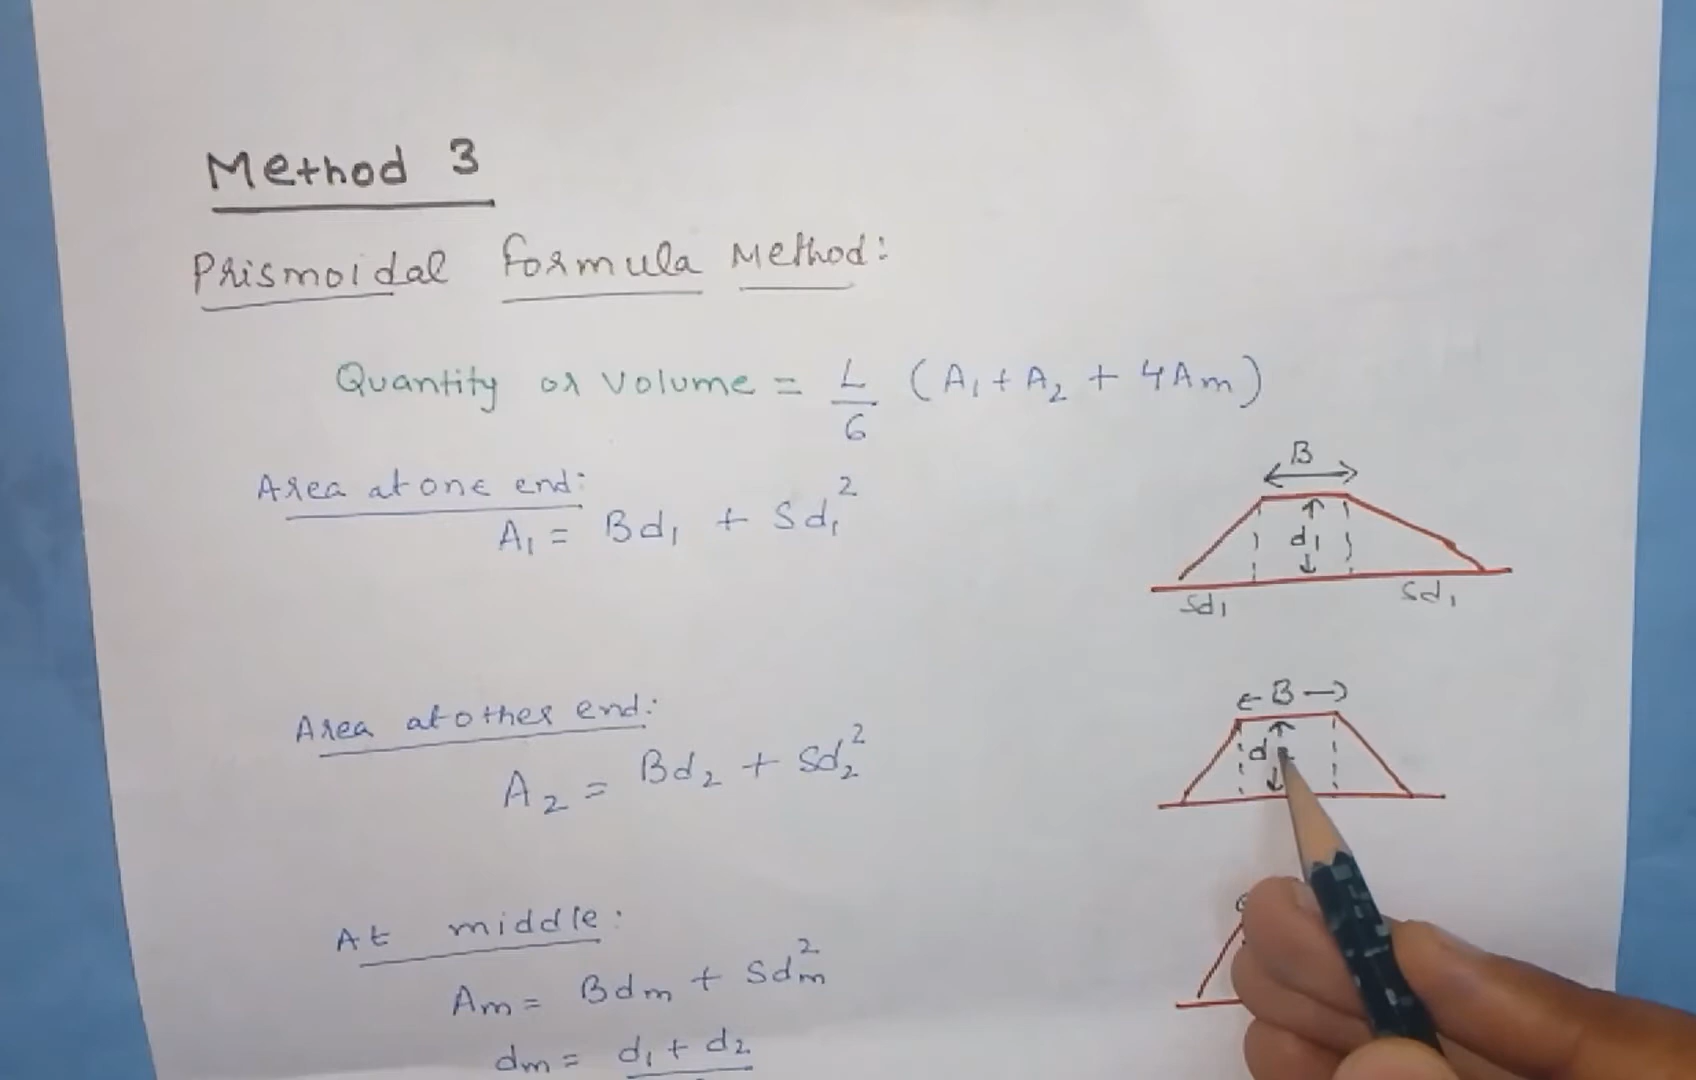 Method 3
Prismoidal formula Method:
Quantity or volume = L/6 (A₁ + A₂ + 4Am)
Area at one end:
A₁ = Bd₁ + Sd₁²
B
d₁
Sd₁ Sd₁
Area at other end:
A₂ = Bd₂ + Sd₂²
B
d
At middle:
Am = Bdm + Sdm²
dm = d₁ + d₂